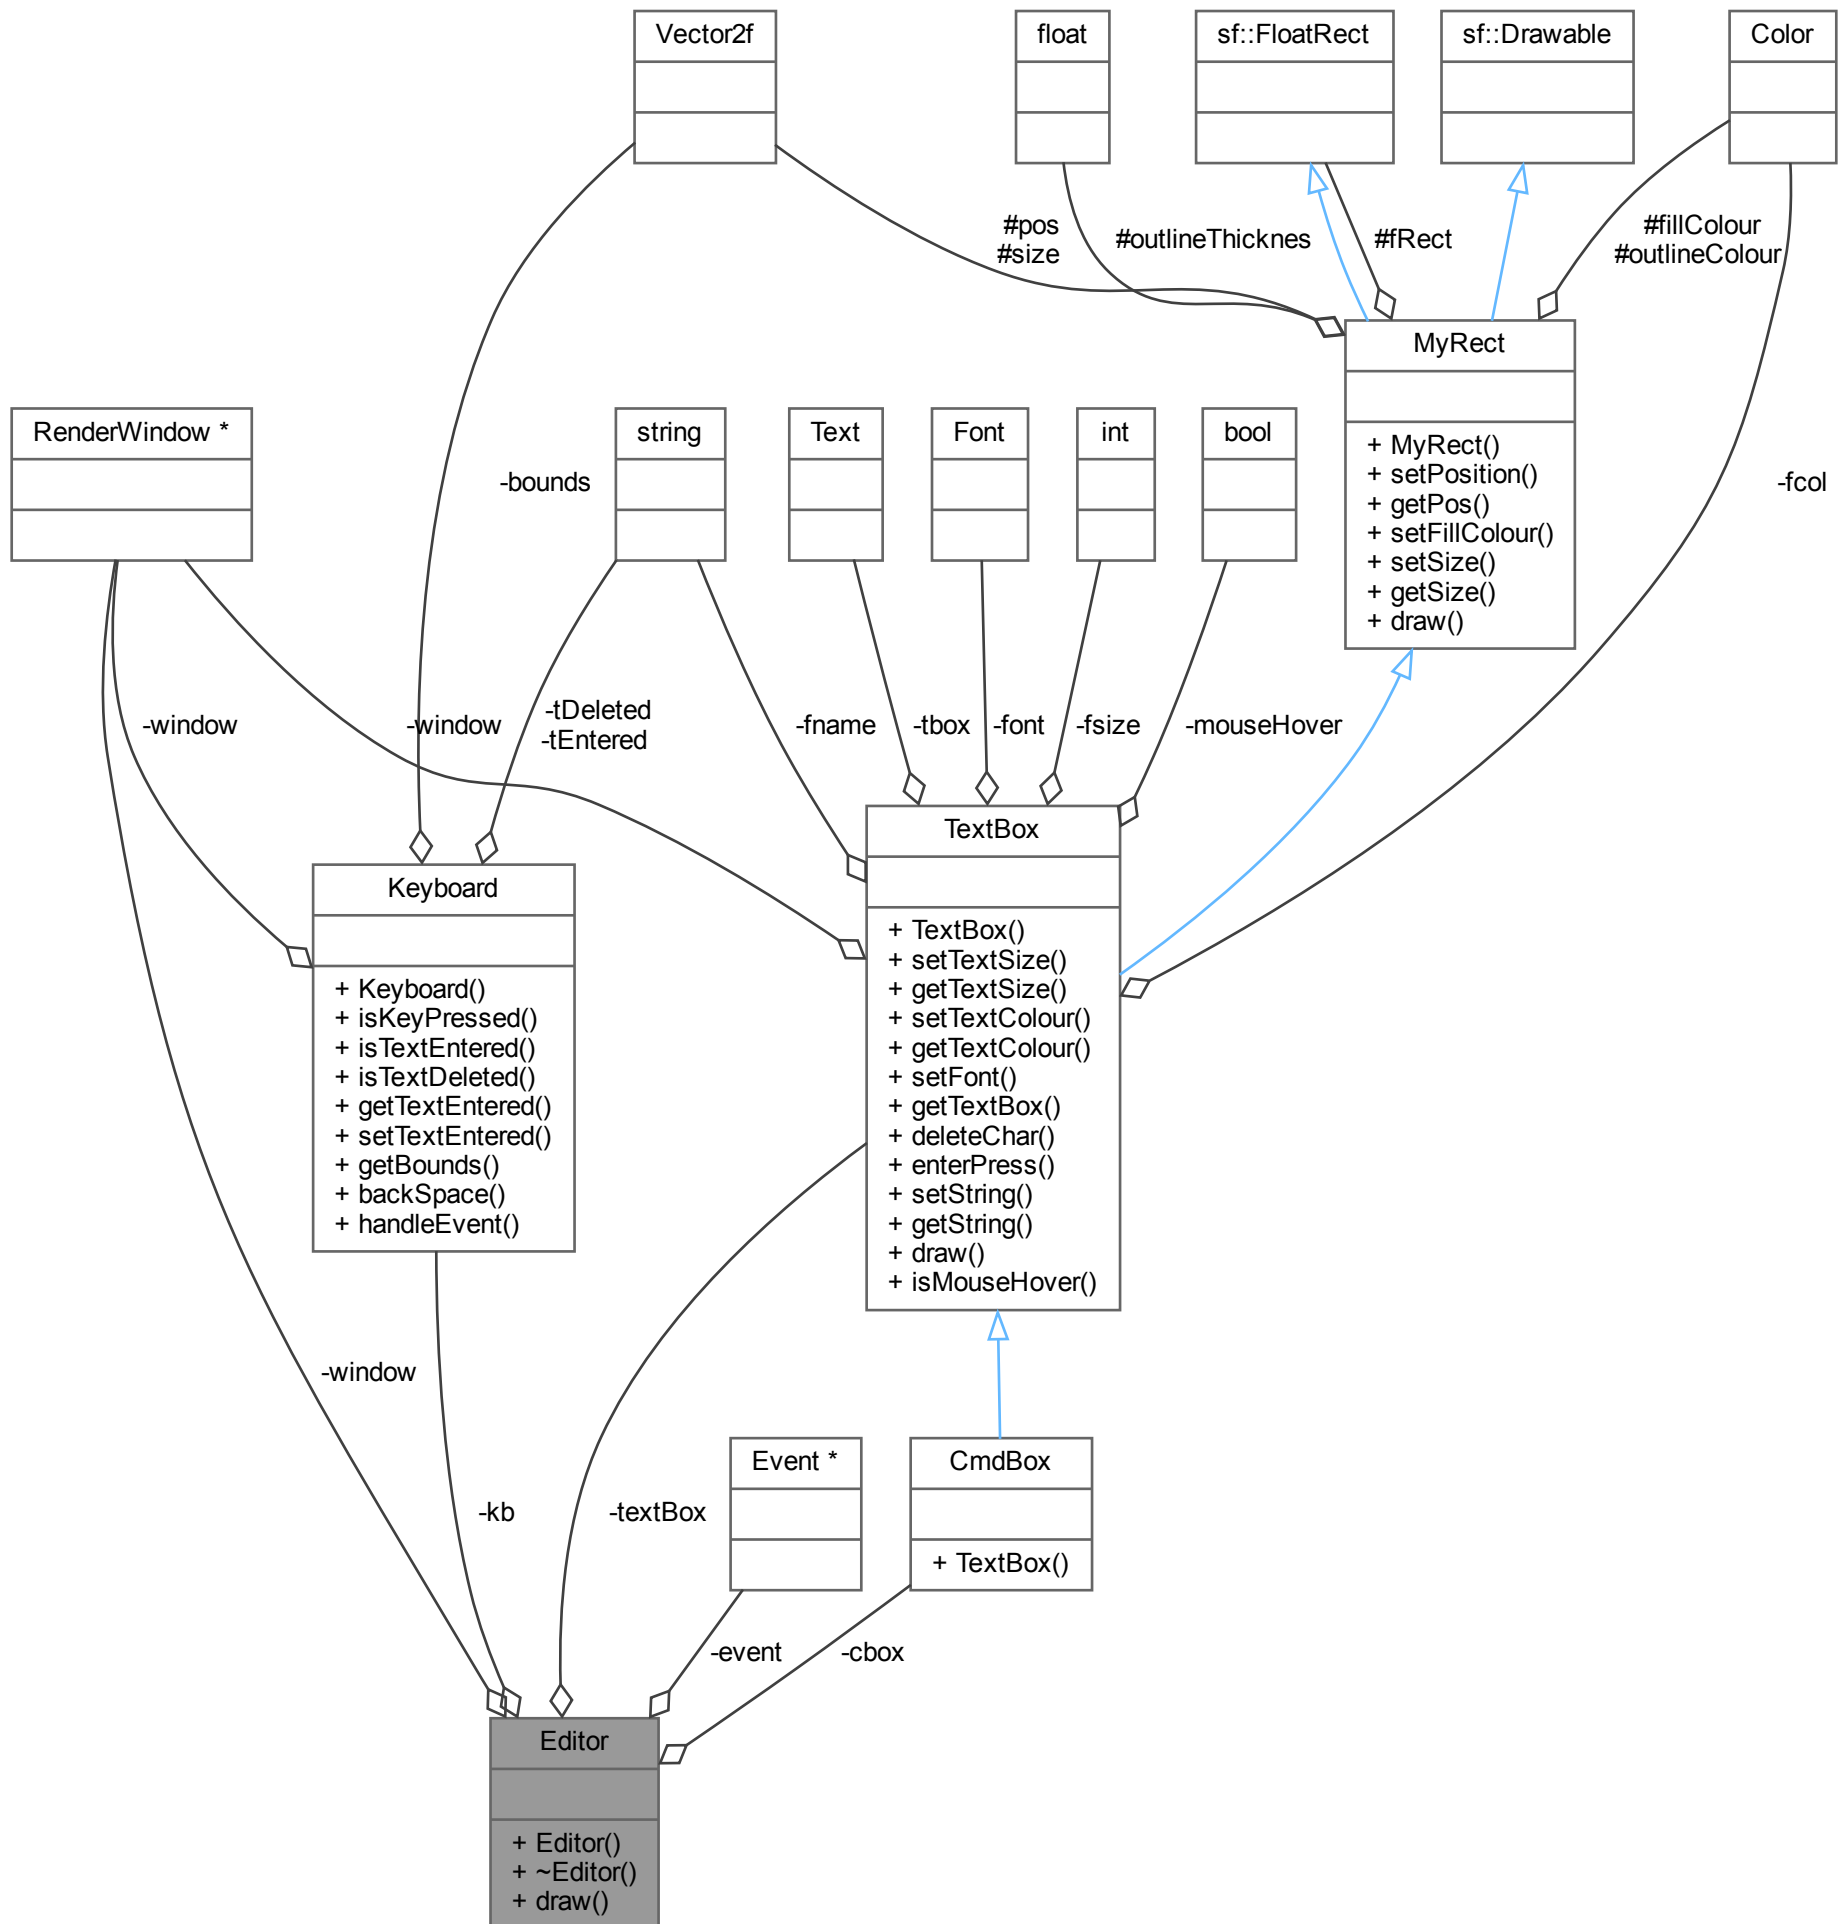 Vector2f
float
sf::FloatRect
sf::Drawable
Color
#pos
#size
#outlineThicknes
#fRect
#fillColour
#outlineColour
MyRect
+ MyRect()
+ setPosition()
+ getPos()
+ setFillColour()
+ setSize()
+ getSize()
+ draw()
RenderWindow *
string
Text
Font
int
bool
-bounds
-fcol
-window
-window
-tDeleted
-tEntered
-fname
-tbox
-font
-fsize
-mouseHover
Keyboard
+ Keyboard()
+ isKeyPressed()
+ isTextEntered()
+ isTextDeleted()
+ getTextEntered()
+ setTextEntered()
+ getBounds()
+ backSpace()
+ handleEvent()
TextBox
+ TextBox()
+ setTextSize()
+ getTextSize()
+ setTextColour()
+ getTextColour()
+ setFont()
+ getTextBox()
+ deleteChar()
+ enterPress()
+ setString()
+ getString()
+ draw()
+ isMouseHover()
-window
-kb
-textBox
Event *
CmdBox
+ TextBox()
-event
-cbox
Editor
+ Editor()
+ ~Editor()
+ draw()